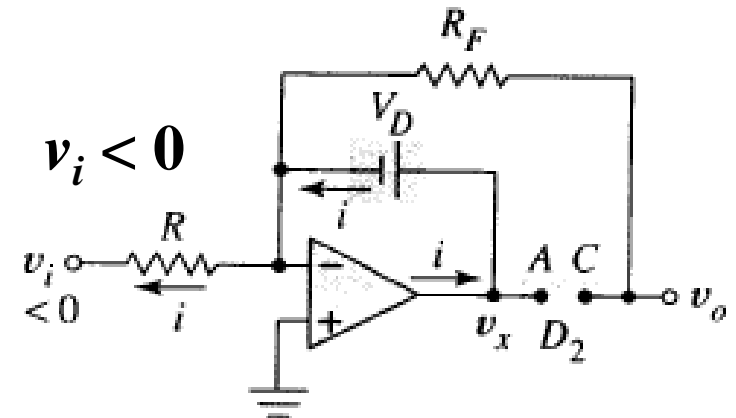 R_F
V_D
v_i < 0
i
R
v_i
< 0
i
−
+
i
A C
v_x
D_2
v_o